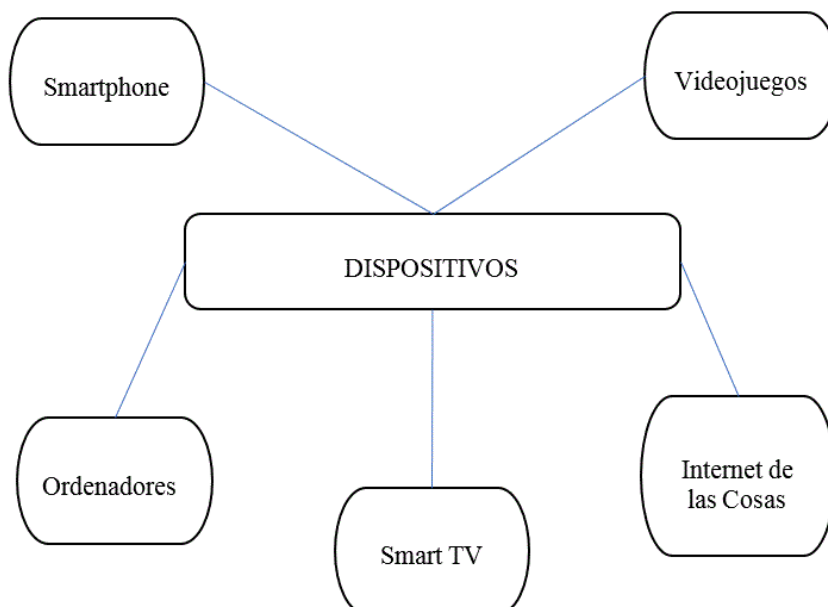 Smartphone
Videojuegos
DISPOSITIVOS
Ordenadores
Internet de
las Cosas
Smart TV